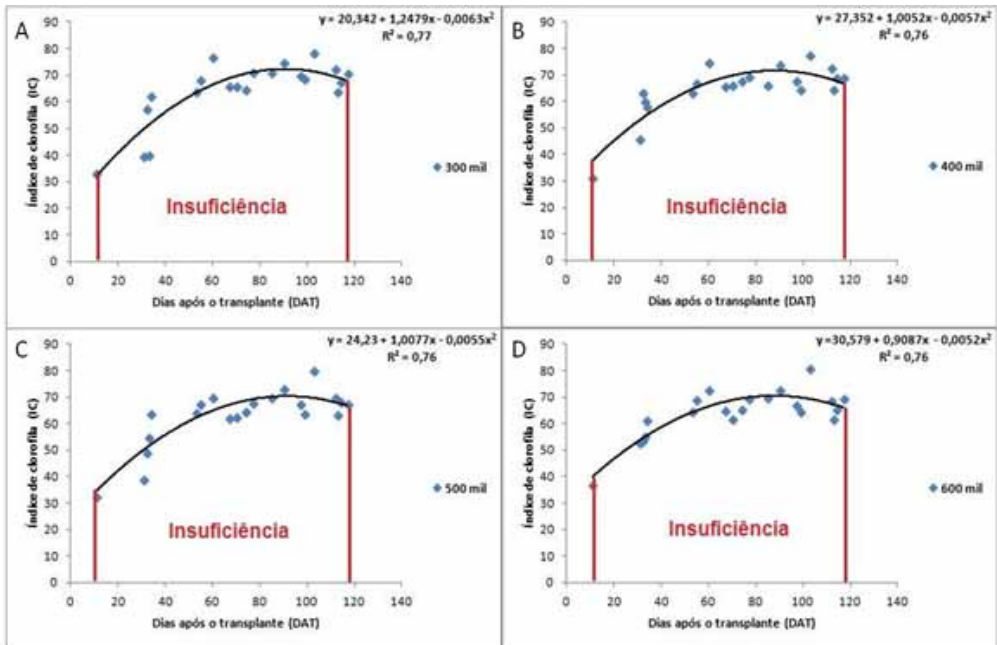 A
y = 20,342 + 1,2479x - 0,0063x²
R² = 0,77
Índice de clorofila (IC)
90
80
70
60
50
40
30
20
10
0
Insuficiência
300 mil
0 20 40 60 80 100 120 140
Dias após o transplante (DAT)
B
y = 27,352 + 1,0052x - 0,0057x²
R² = 0,76
Índice de clorofila (IC)
90
80
70
60
50
40
30
20
10
0
Insuficiência
400 mil
0 20 40 60 80 100 120 140
Dias após o transplante (DAT)
C
y = 24,23 + 1,0077x - 0,0055x²
R² = 0,76
Índice de clorofila (IC)
90
80
70
60
50
40
30
20
10
0
Insuficiência
500 mil
0 20 40 60 80 100 120 140
Dias após o transplante (DAT)
D
y =30,579 + 0,9087x - 0,0052x²
R² = 0,76
Índice de clorofila (IC)
90
80
70
60
50
40
30
20
10
0
Insuficiência
600 mil
0 20 40 60 80 100 120 140
Dias após o transplante (DAT)